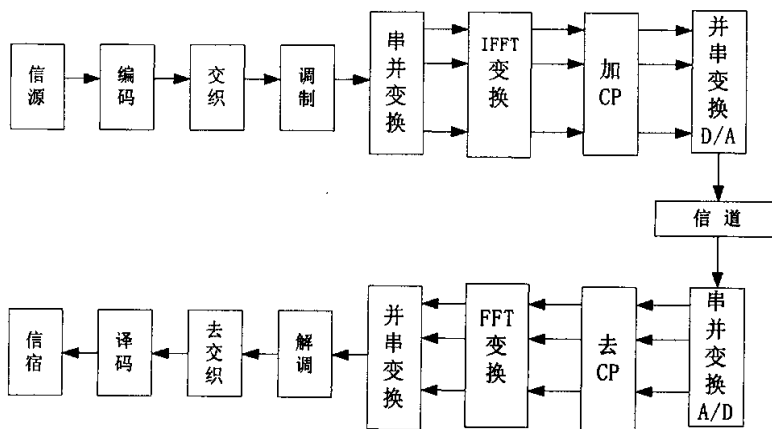 信源
编码
交织
调制
串并变换
IFFT变换
加CP
并串变换D/A
信道
信宿
译码
去交织
解调
并串变换
FFT变换
去CP
串并变换A/D